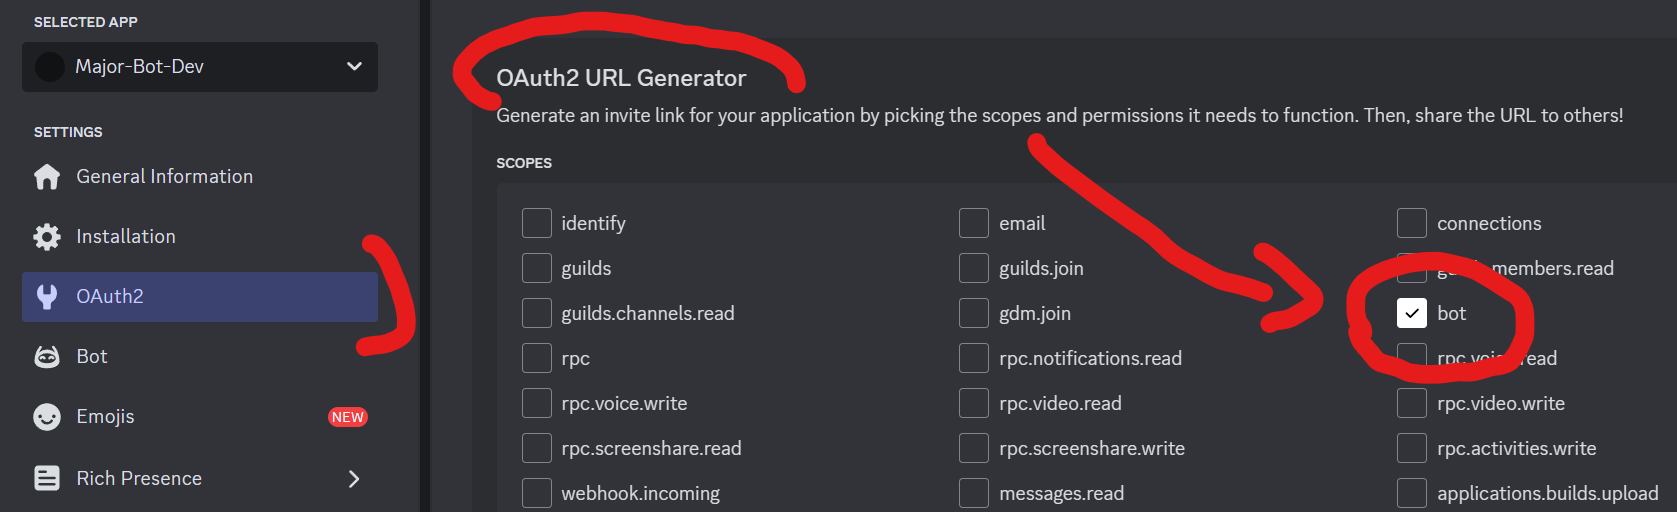 SELECTED APP
Major-Bot-Dev
SETTINGS
General Information
Installation
OAuth2
Bot
Emojis NEW
Rich Presence
OAuth2 URL Generator
Generate an invite link for your application by picking the scopes and permissions it needs to function. Then, share the URL to others!
SCOPES
identify email connections
guilds guilds.join members.read
guilds.channels.read gdm.join bot
rpc rpc.notifications.read rpc.voice.read
rpc.voice.write rpc.video.read rpc.video.write
rpc.screenshare.read rpc.screenshare.write rpc.activities.write
webhook.incoming messages.read applications.builds.upload